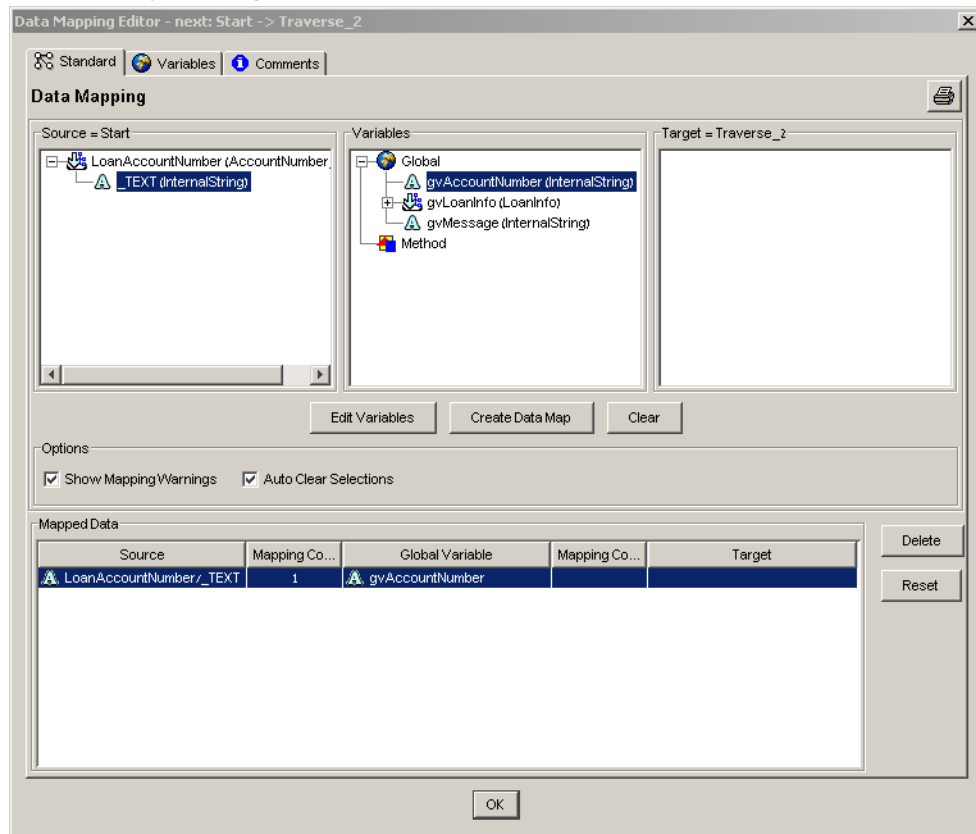 Data Mapping Editor - next: Start -> Traverse_2
Standard
Variables
Comments
Data Mapping
Source = Start
Variables
Target = Traverse_2
LoanAccountNumber (AccountNumber_
_TEXT (InternalString)
Global
gvAccountNumber (InternalString)
gvLoanInfo (LoanInfo)
gvMessage (InternalString)
Method
Edit Variables
Create Data Map
Clear
Options
Show Mapping Warnings
Auto Clear Selections
Mapped Data
Source
Mapping Co...
Global Variable
Mapping Co...
Target
LoanAccountNumber/_TEXT
1
gvAccountNumber
Delete
Reset
OK